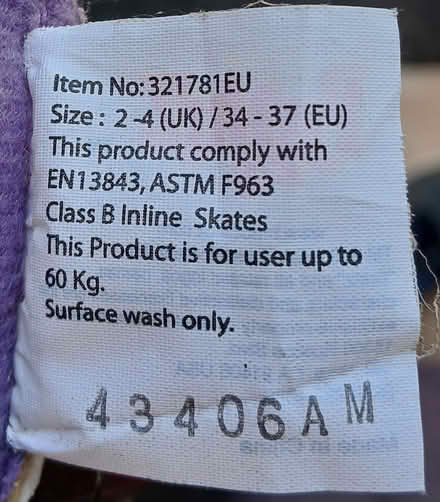 Item No: 321781EU
Size : 2 -4 (UK) / 34 - 37 (EU)
This product comply with
EN13843, ASTM F963
Class B Inline Skates
This Product is for user up to
60 Kg.
Surface wash only.
43406AM